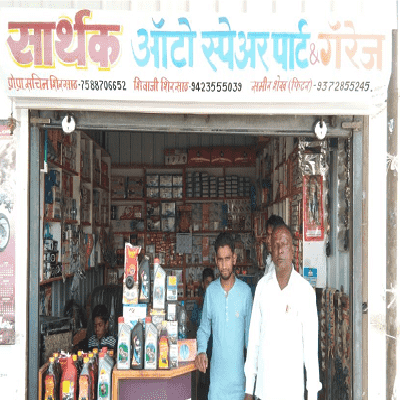 सार्थक ऑटो स्पेअर पार्ट & गॅरेज
प्रोप्रा सचिन शिरसाठ-7588706652 शिवाजी शिरसाठ-9423555039 समीर शेख (फिटर)-9372855245